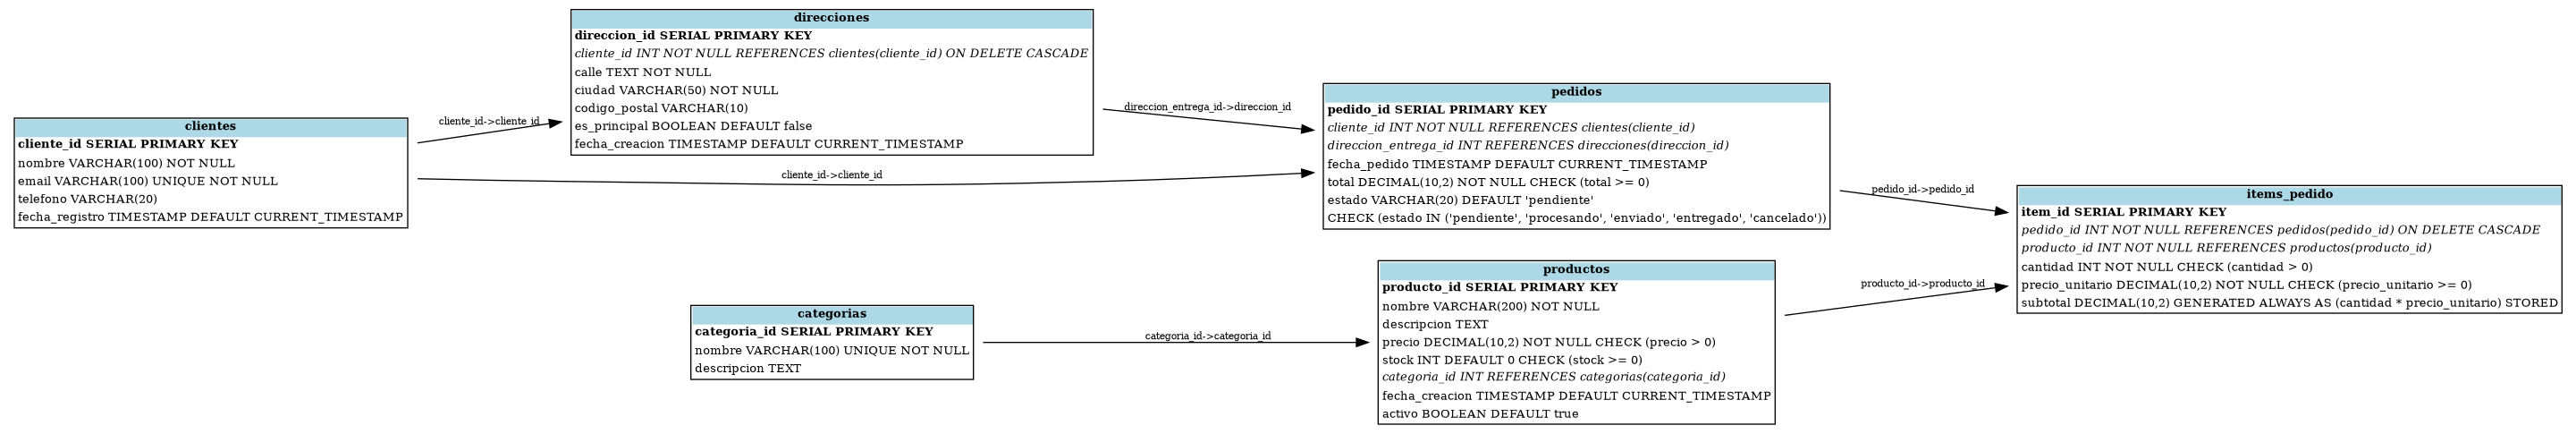 clientes
cliente_id SERIAL PRIMARY KEY
nombre VARCHAR(100) NOT NULL
email VARCHAR(100) UNIQUE NOT NULL
telefono VARCHAR(20)
fecha_registro TIMESTAMP DEFAULT CURRENT_TIMESTAMP
cliente_id->cliente_id
cliente_id->cliente_id
direcciones
direccion_id SERIAL PRIMARY KEY
cliente_id INT NOT NULL REFERENCES clientes(cliente_id) ON DELETE CASCADE
calle TEXT NOT NULL
ciudad VARCHAR(50) NOT NULL
codigo_postal VARCHAR(10)
es_principal BOOLEAN DEFAULT false
fecha_creacion TIMESTAMP DEFAULT CURRENT_TIMESTAMP
direccion_entrega_id->direccion_id
categorias
categoria_id SERIAL PRIMARY KEY
nombre VARCHAR(100) UNIQUE NOT NULL
descripcion TEXT
categoria_id->categoria_id
pedidos
pedido_id SERIAL PRIMARY KEY
cliente_id INT NOT NULL REFERENCES clientes(cliente_id)
direccion_entrega_id INT REFERENCES direcciones(direccion_id)
fecha_pedido TIMESTAMP DEFAULT CURRENT_TIMESTAMP
total DECIMAL(10,2) NOT NULL CHECK (total >= 0)
estado VARCHAR(20) DEFAULT 'pendiente'
CHECK (estado IN ('pendiente', 'procesando', 'enviado', 'entregado', 'cancelado'))
pedido_id->pedido_id
productos
producto_id SERIAL PRIMARY KEY
nombre VARCHAR(200) NOT NULL
descripcion TEXT
precio DECIMAL(10,2) NOT NULL CHECK (precio > 0)
stock INT DEFAULT 0 CHECK (stock >= 0)
categoria_id INT REFERENCES categorias(categoria_id)
fecha_creacion TIMESTAMP DEFAULT CURRENT_TIMESTAMP
activo BOOLEAN DEFAULT true
producto_id->producto_id
items_pedido
item_id SERIAL PRIMARY KEY
pedido_id INT NOT NULL REFERENCES pedidos(pedido_id) ON DELETE CASCADE
producto_id INT NOT NULL REFERENCES productos(producto_id)
cantidad INT NOT NULL CHECK (cantidad > 0)
precio_unitario DECIMAL(10,2) NOT NULL CHECK (precio_unitario >= 0)
subtotal DECIMAL(10,2) GENERATED ALWAYS AS (cantidad * precio_unitario) STORED